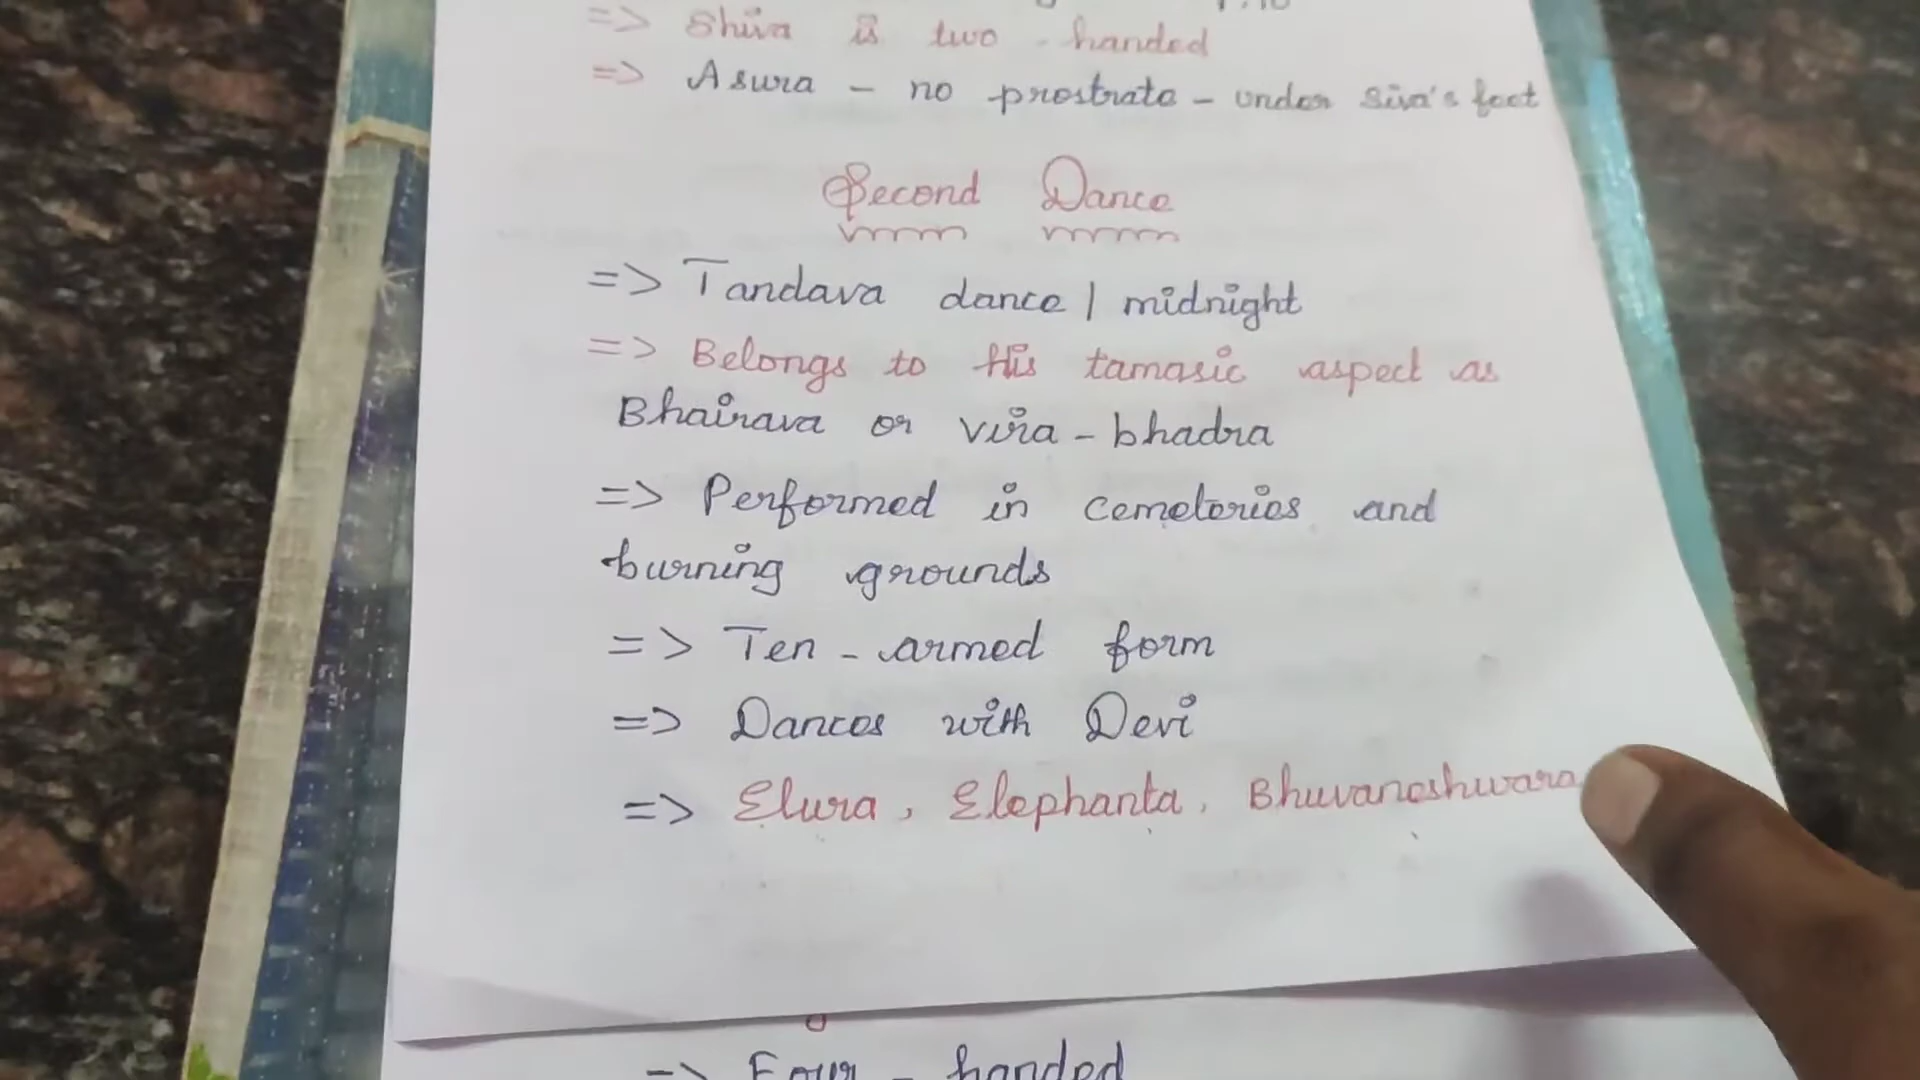 => Shiva is two - handed
=> Asura - no prostrate - under Siva's foot
Second Dance
=> Tandava dance | midnight
=> Belongs to His tamasic aspect as
Bhairava or vira - bhadra
=> Performed in cemeteries and
burning grounds
=> Ten - armed form
=> Dances with Devi
=> Elura, Elephanta, Bhuvaneshwara
=> Four - handed